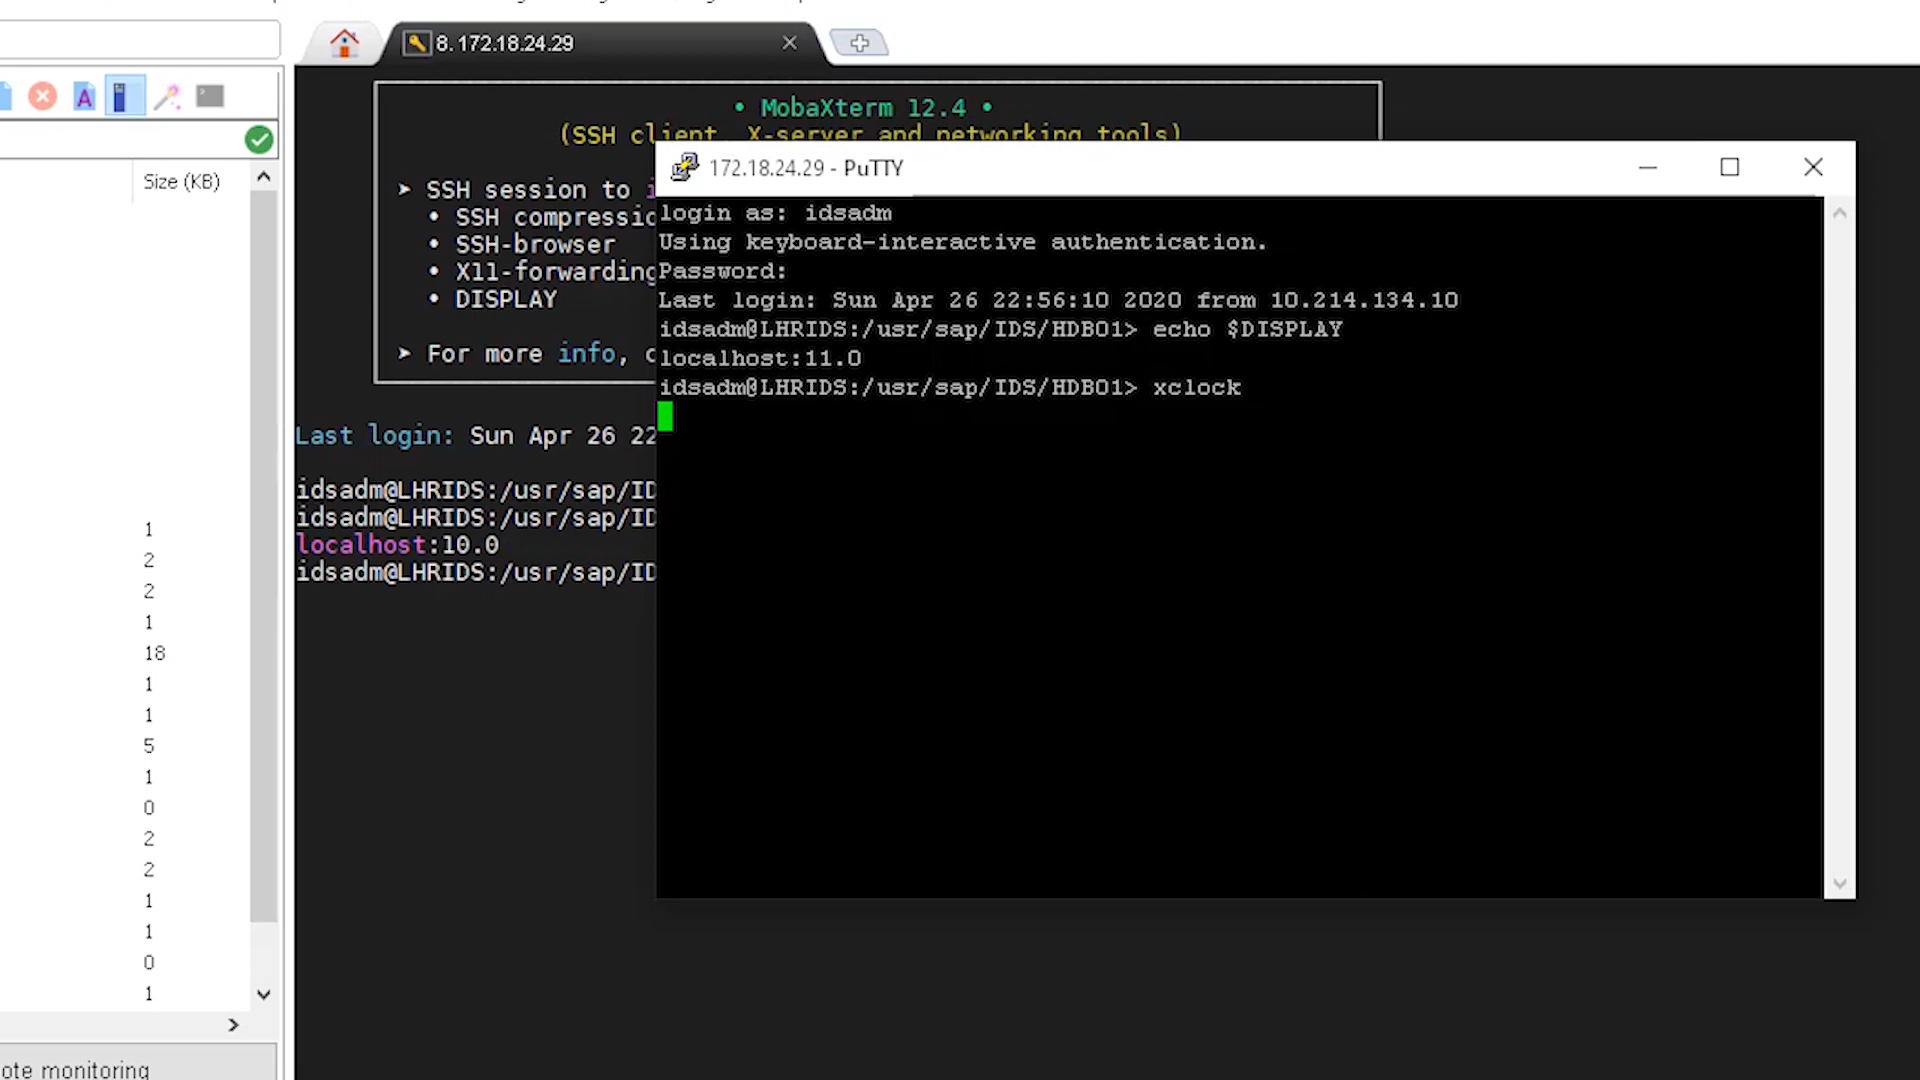 8. 172.18.24.29
• MobaXterm 12.4 •
(SSH client, X-server and networking tools)
Size (KB)
➤ SSH session to
• SSH
• SSH-browser
• X11-forwarding
• DISPLAY
➤ For more info,
Last login: Sun Apr 26 22
idsadm@LHRIDS:/usr/sap/ID
idsadm@LHRIDS:/usr/sap/ID
localhost:10.0
idsadm@LHRIDS:/usr/sap/ID
172.18.24.29 - PuTTY
login as: idsadm
Using keyboard-interactive authentication.
Password:
Last login: Sun Apr 26 22:56:10 2020 from 10.214.134.10
idsadm@LHRIDS:/usr/sap/IDS/HDB01> echo $DISPLAY
localhost:11.0
idsadm@LHRIDS:/usr/sap/IDS/HDB01> xclock
1
2
2
1
18
1
1
5
1
0
2
2
1
1
0
1
ote monitoring